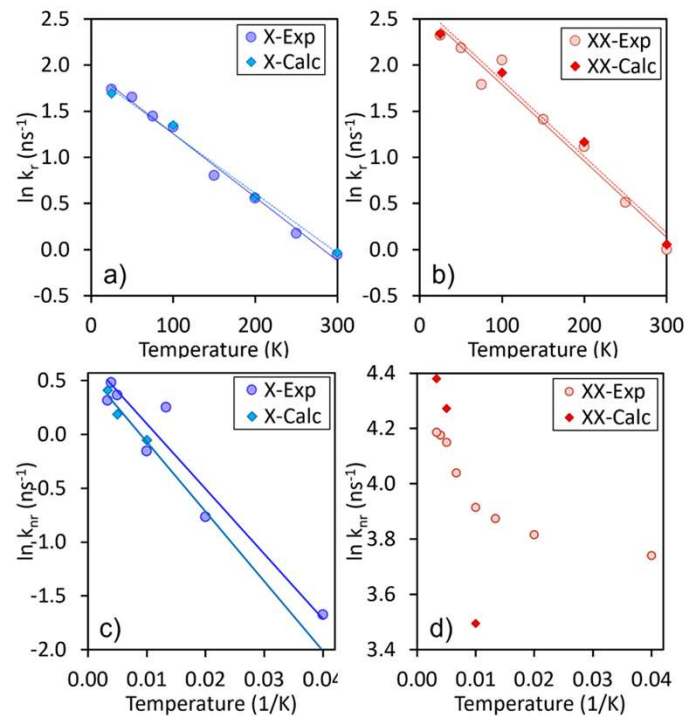 2.5
2.0
1.5
1.0
0.5
0.0
-0.5
ln kr (ns-1)
X-Exp
X-Calc
a)
0
100
200
300
Temperature (K)
2.5
2.0
1.5
1.0
0.5
0.0
-0.5
ln kr (ns-1)
XX-Exp
XX-Calc
b)
0
100
200
300
Temperature (K)
0.5
0.0
-0.5
-1.0
-1.5
-2.0
ln knr (ns-1)
X-Exp
X-Calc
c)
0.00
0.01
0.02
0.03
0.04
Temperature (1/K)
4.4
4.2
4.0
3.8
3.6
3.4
ln knr (ns-1)
XX-Exp
XX-Calc
d)
0.00
0.01
0.02
0.03
0.04
Temperature (1/K)